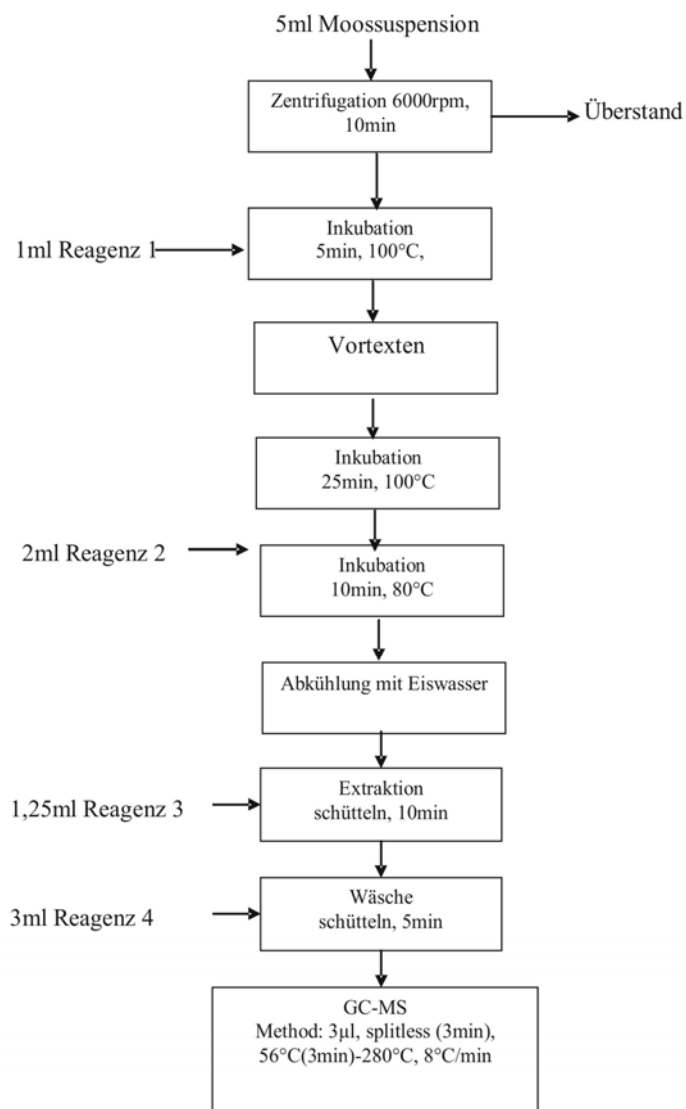 5ml Moossuspension
Zentrifugation 6000rpm,
10min
Überstand
Inkubation
5min, 100°C,
1ml Reagenz 1
Vortexten
Inkubation
25min, 100°C
2ml Reagenz 2
Inkubation
10min, 80°C
Abkühlung mit Eiswasser
Extraktion
schütteln, 10min
1,25ml Reagenz 3
Wäsche
schütteln, 5min
3ml Reagenz 4
GC-MS
Method: 3µl, splitless (3min),
56°C(3min)-280°C, 8°C/min